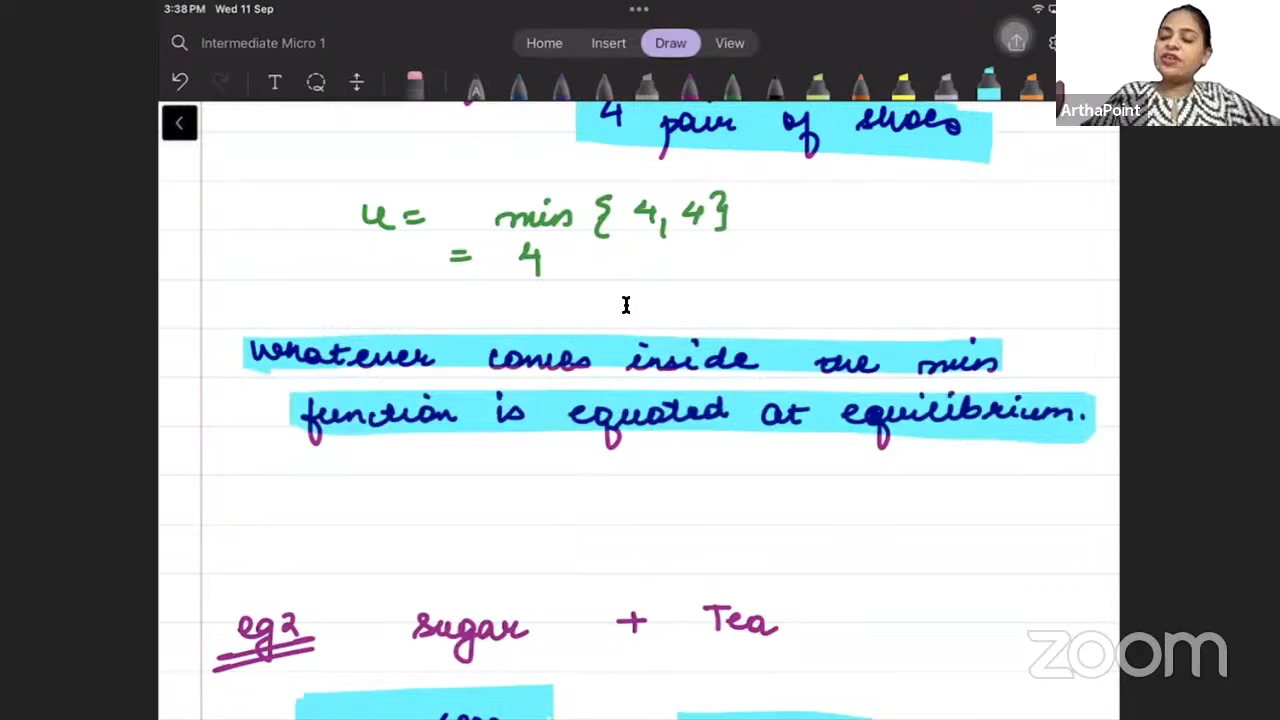 3:38 PM Wed 11 Sep
Intermediate Micro 1
Home Insert Draw View
ArthaPoint
4 pair of shoes
u = min { 4, 4 }
= 4
Whatever comes inside the min
function is equated at equilibrium.
eg2 sugar + Tea
zoom